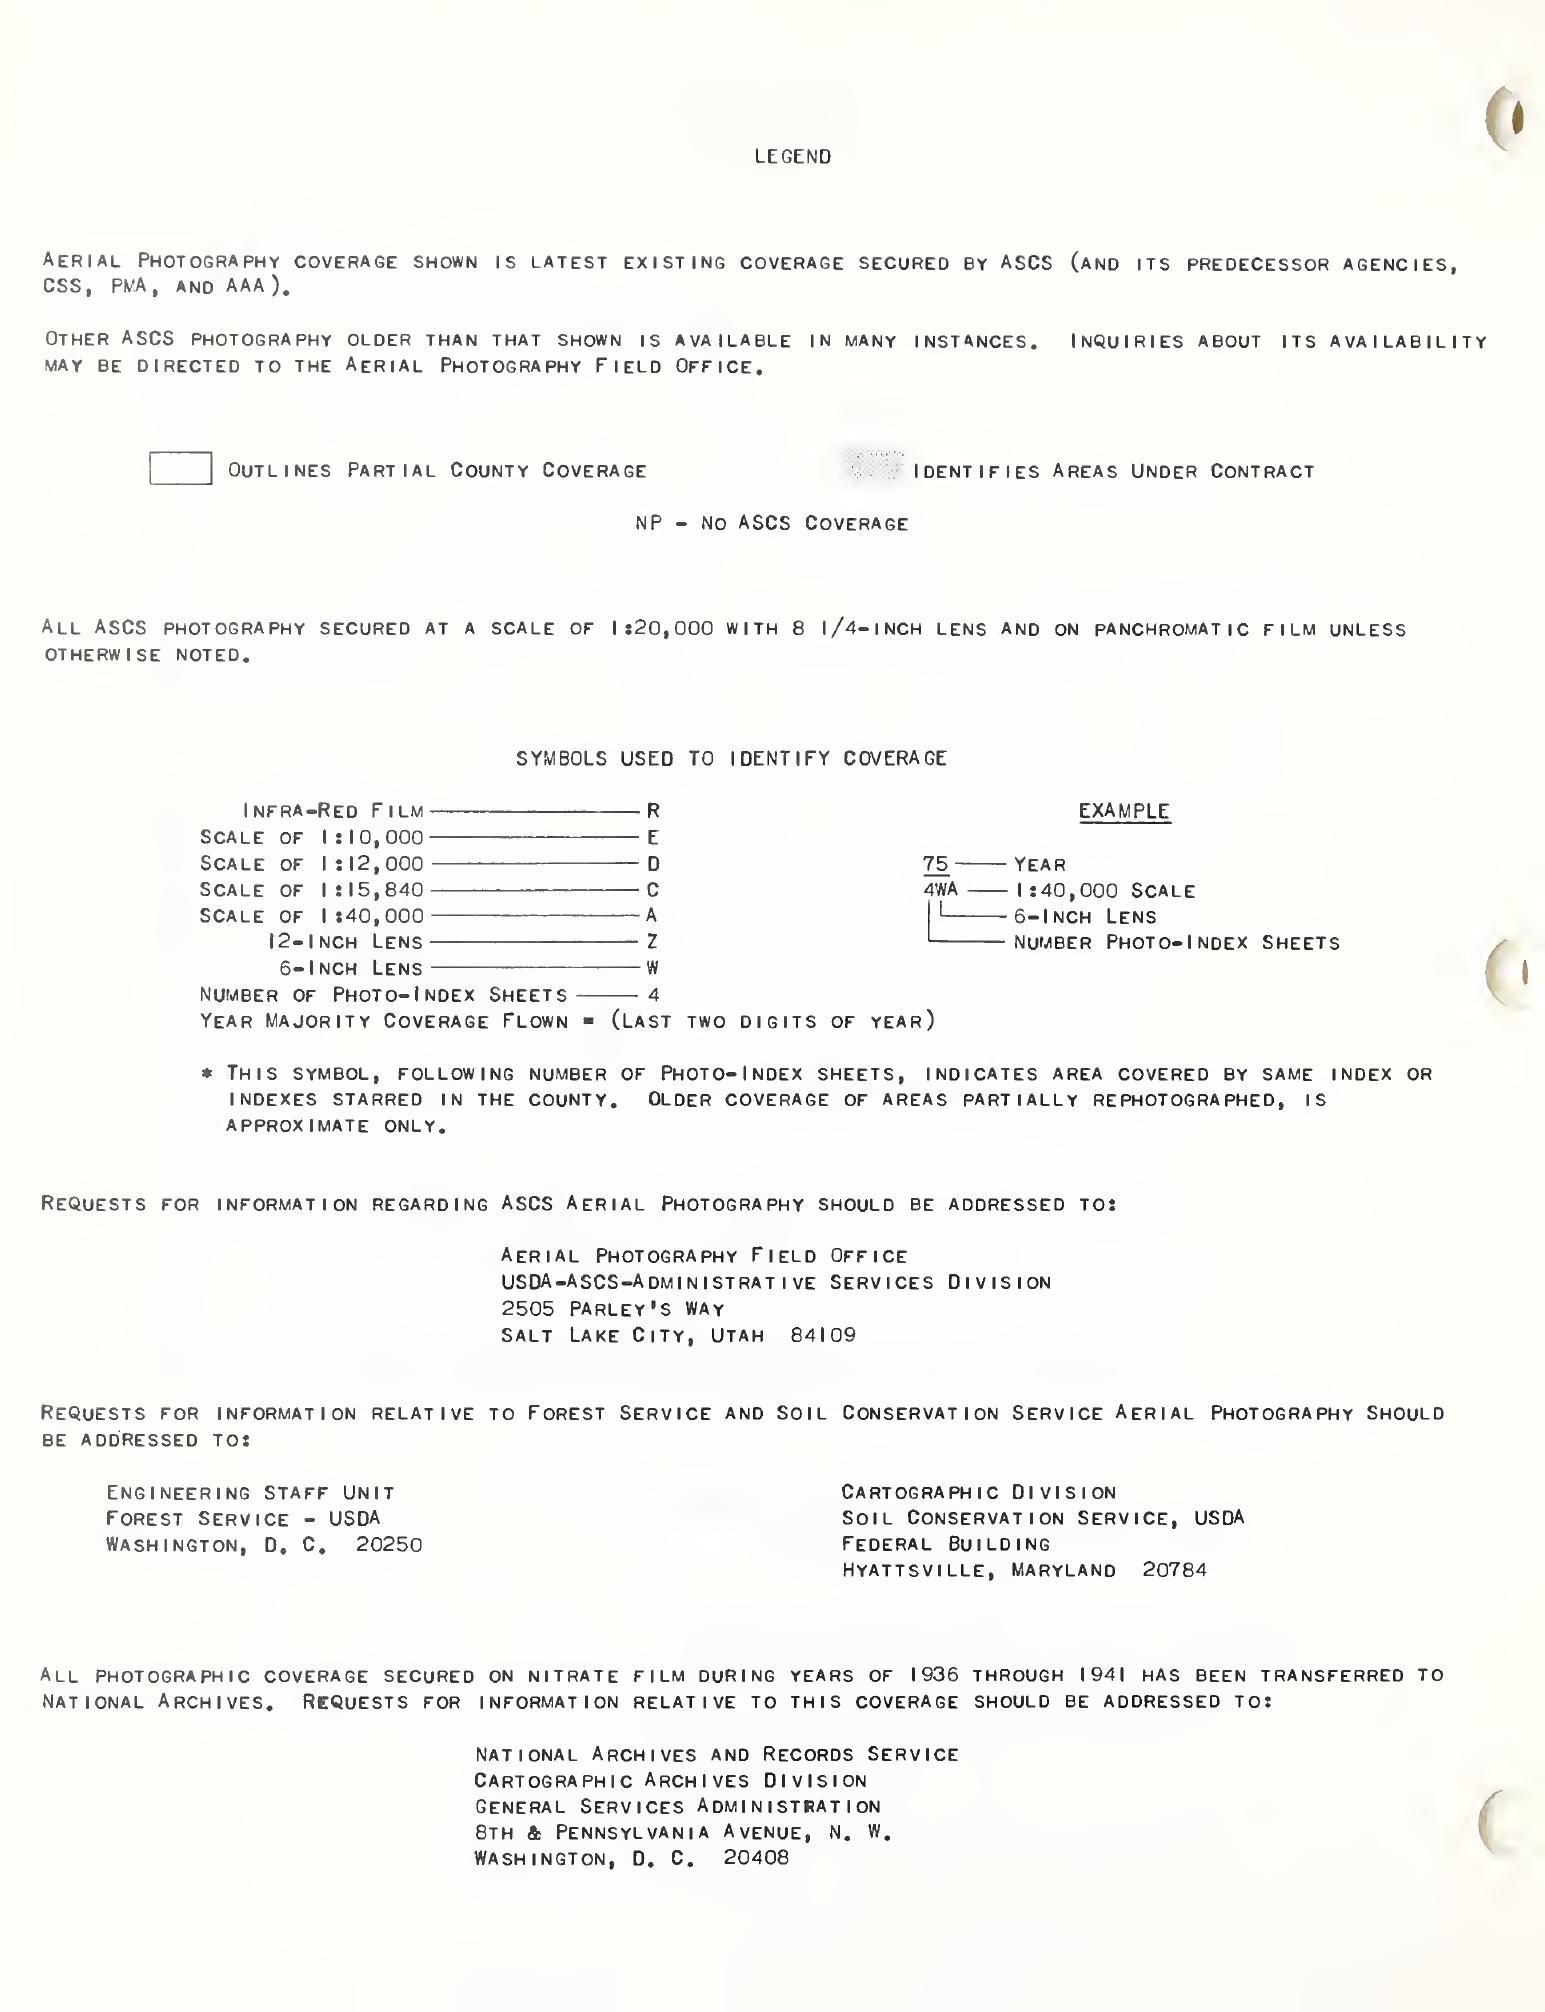 LEGEND
AERIAL PHOTOGRAPHY COVERAGE SHOWN IS LATEST EXISTING COVERAGE SECURED BY ASCS (AND ITS PREDECESSOR AGENCIES,
CSS, PMA, AND AAA).
OTHER ASCS PHOTOGRAPHY OLDER THAN THAT SHOWN IS AVAILABLE IN MANY INSTANCES. INQUIRIES ABOUT ITS AVAILABILITY
MAY BE DIRECTED TO THE AERIAL PHOTOGRAPHY FIELD OFFICE.
OUTLINES PARTIAL COUNTY COVERAGE
IDENTIFIES AREAS UNDER CONTRACT
NP - NO ASCS COVERAGE
ALL ASCS PHOTOGRAPHY SECURED AT A SCALE OF 1:20,000 WITH 8 1/4-INCH LENS AND ON PANCHROMATIC FILM UNLESS
OTHERWISE NOTED.
SYMBOLS USED TO IDENTIFY COVERAGE
INFRA-RED FILM R
SCALE OF 1:10,000 E
SCALE OF 1:12,000 D
SCALE OF 1:15,840 C
SCALE OF 1:40,000 A
12-INCH LENS Z
6-INCH LENS W
NUMBER OF PHOTO-INDEX SHEETS 4
YEAR MAJORITY COVERAGE FLOWN = (LAST TWO DIGITS OF YEAR)
EXAMPLE
75 YEAR
4WA 1:40,000 SCALE
6-INCH LENS
NUMBER PHOTO-INDEX SHEETS
* THIS SYMBOL, FOLLOWING NUMBER OF PHOTO-INDEX SHEETS, INDICATES AREA COVERED BY SAME INDEX OR
INDEXES STARRED IN THE COUNTY. OLDER COVERAGE OF AREAS PARTIALLY REPHOTOGRAPHED, IS
APPROXIMATE ONLY.
REQUESTS FOR INFORMATION REGARDING ASCS AERIAL PHOTOGRAPHY SHOULD BE ADDRESSED TO:
AERIAL PHOTOGRAPHY FIELD OFFICE
USDA-ASCS-ADMINISTRATIVE SERVICES DIVISION
2505 PARLEY'S WAY
SALT LAKE CITY, UTAH 84109
REQUESTS FOR INFORMATION RELATIVE TO FOREST SERVICE AND SOIL CONSERVATION SERVICE AERIAL PHOTOGRAPHY SHOULD
BE ADDRESSED TO:
ENGINEERING STAFF UNIT
FOREST SERVICE - USDA
WASHINGTON, D. C. 20250
CARTOGRAPHIC DIVISION
SOIL CONSERVATION SERVICE, USDA
FEDERAL BUILDING
HYATTSVILLE, MARYLAND 20784
ALL PHOTOGRAPHIC COVERAGE SECURED ON NITRATE FILM DURING YEARS OF 1936 THROUGH 1941 HAS BEEN TRANSFERRED TO
NATIONAL ARCHIVES. REQUESTS FOR INFORMATION RELATIVE TO THIS COVERAGE SHOULD BE ADDRESSED TO:
NATIONAL ARCHIVES AND RECORDS SERVICE
CARTOGRAPHIC ARCHIVES DIVISION
GENERAL SERVICES ADMINISTRATION
8TH & PENNSYLVANIA AVENUE, N. W.
WASHINGTON, D. C. 20408